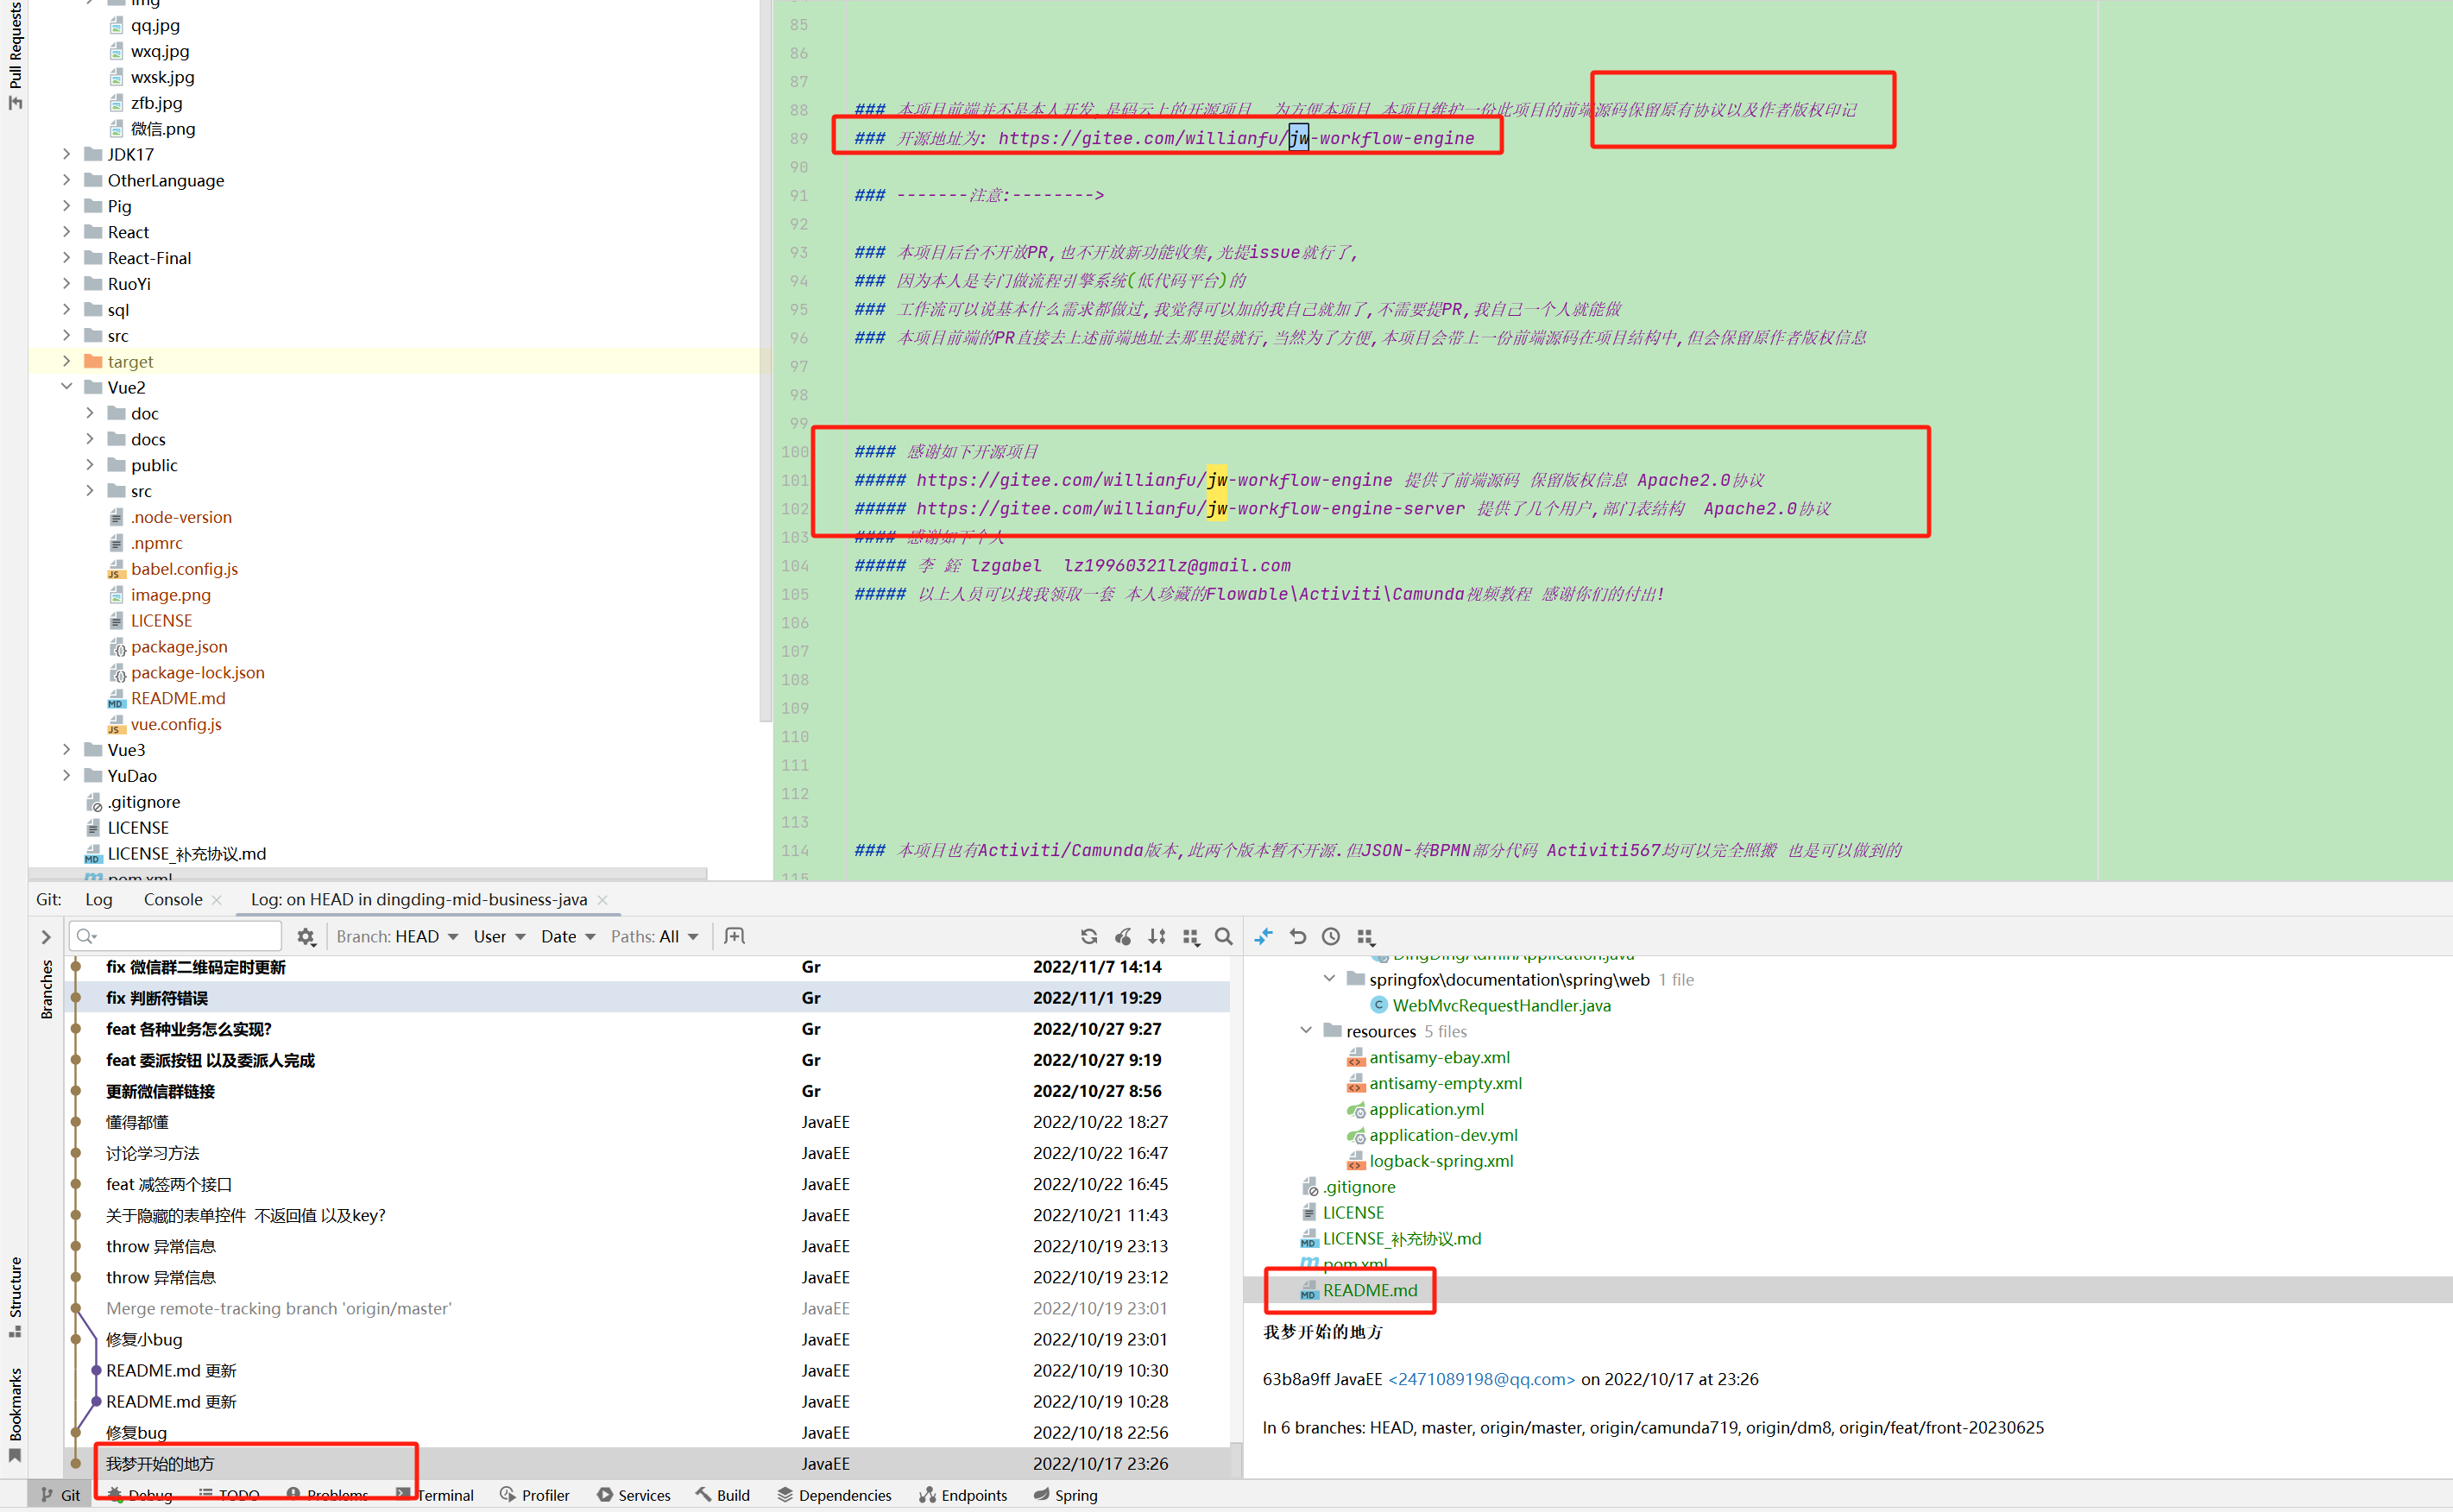 Pull Requests
img
qq.jpg
wxq.jpg
wxsk.jpg
zfb.jpg
微信.png
JDK17
OtherLanguage
Pig
React
React-Final
RuoYi
sql
src
target
Vue2
doc
docs
public
src
.node-version
.npmrc
babel.config.js
image.png
LICENSE
package.json
package-lock.json
README.md
vue.config.js
Vue3
YuDao
.gitignore
LICENSE
LICENSE_补充协议.md
pom.xml
85
86
87
88 ### 本项目前端并不是本人开发,是码云上的开源项目 为方便本项目 本项目维护一份此项目的前端源码保留原有协议以及作者版权印记
89 ### 开源地址为: https://gitee.com/willianfu/jw-workflow-engine
90
91 ### -------注意:-------->
92
93 ### 本项目后台不开放PR,也不开放新功能收集,光提issue就行了,
94 ### 因为本人是专门做流程引擎系统(低代码平台)的
95 ### 工作流可以说基本什么需求都做过,我觉得可以加的我自己就加了,不需要提PR,我自己一个人就能做
96 ### 本项目前端的PR直接去上述前端地址去那里提就行,当然为了方便,本项目会带上一份前端源码在项目结构中,但会保留原作者版权信息
97
98
99
100 #### 感谢如下开源项目
101 ##### https://gitee.com/willianfu/jw-workflow-engine 提供了前端源码 保留版权信息 Apache2.0协议
102 ##### https://gitee.com/willianfu/jw-workflow-engine-server 提供了几个用户,部门表结构 Apache2.0协议
103 #### 感谢如下个人
104 ##### 李 銍 lzgabel lz19960321lz@gmail.com
105 ##### 以上人员可以找我领取一套 本人珍藏的Flowable\Activiti\Camunda视频教程 感谢你们的付出!
106
107
108
109
110
111
112
113
114 ### 本项目也有Activiti/Camunda版本,此两个版本暂不开源.但JSON-转BPMN部分代码 Activiti567均可以完全照搬 也是可以做到的
115
Git: Log Console Log: on HEAD in dingding-mid-business-java
Branch: HEAD User Date Paths: All
Branches
fix 微信群二维码定时更新 Gr 2022/11/7 14:14
fix 判断符错误 Gr 2022/11/1 19:29
feat 各种业务怎么实现? Gr 2022/10/27 9:27
feat 委派按钮 以及委派人完成 Gr 2022/10/27 9:19
更新微信群链接 Gr 2022/10/27 8:56
懂得都懂 JavaEE 2022/10/22 18:27
讨论学习方法 JavaEE 2022/10/22 16:47
feat 减签两个接口 JavaEE 2022/10/22 16:45
关于隐藏的表单控件 不返回值 以及key? JavaEE 2022/10/21 11:43
throw 异常信息 JavaEE 2022/10/19 23:13
throw 异常信息 JavaEE 2022/10/19 23:12
Merge remote-tracking branch 'origin/master' JavaEE 2022/10/19 23:01
修复小bug JavaEE 2022/10/19 23:01
README.md 更新 JavaEE 2022/10/19 10:30
README.md 更新 JavaEE 2022/10/19 10:28
修复bug JavaEE 2022/10/18 22:56
我梦开始的地方 JavaEE 2022/10/17 23:26
DingDingAdminApplication.java
springfox\documentation\spring\web 1 file
WebMvcRequestHandler.java
resources 5 files
antisamy-ebay.xml
antisamy-empty.xml
application.yml
application-dev.yml
logback-spring.xml
.gitignore
LICENSE
LICENSE_补充协议.md
pom.xml
README.md
我梦开始的地方
63b8a9ff JavaEE <2471089198@qq.com> on 2022/10/17 at 23:26
In 6 branches: HEAD, master, origin/master, origin/camunda719, origin/dm8, origin/feat/front-20230625
Structure
Bookmarks
Git Debug TODO Problems Terminal Profiler Services Build Dependencies Endpoints Spring